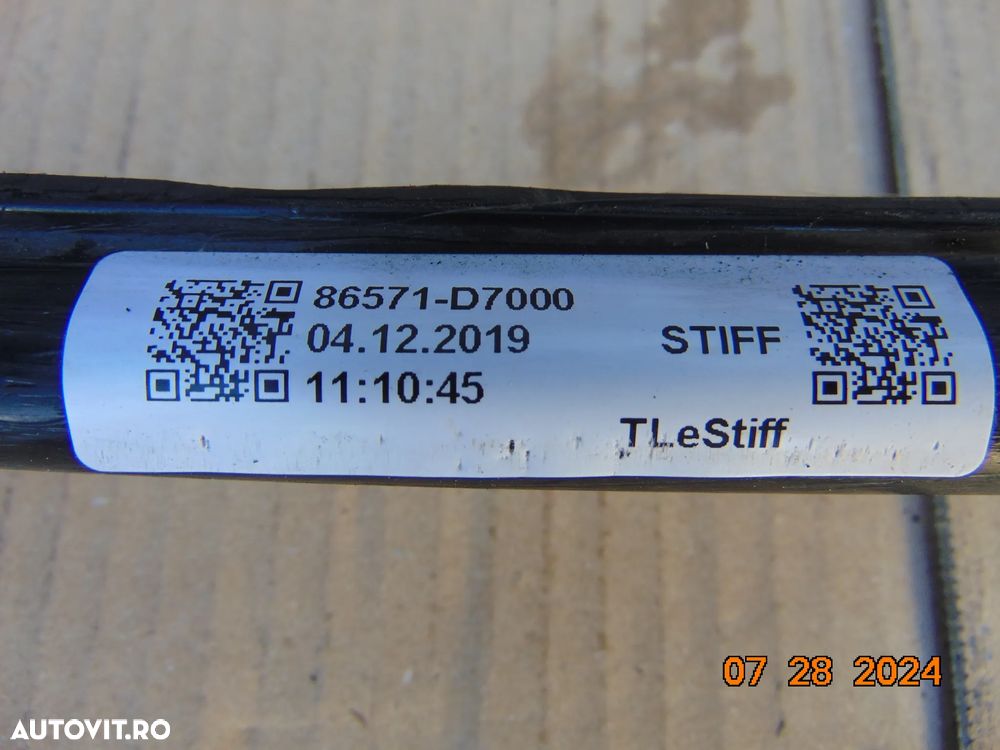 86571-D7000
04.12.2019
STIFF
11:10:45
TLeStiff
07 28 2024
AUTOVIT.RO